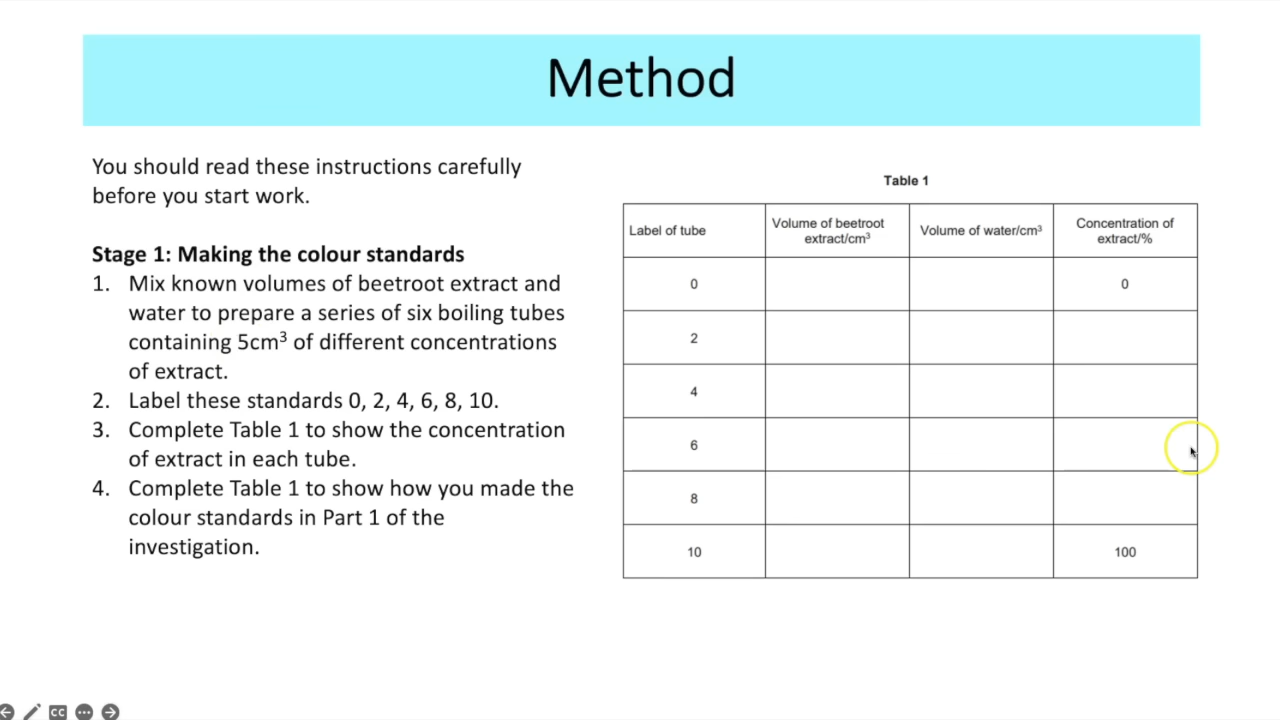 Method
You should read these instructions carefully
before you start work.
Stage 1: Making the colour standards
1. Mix known volumes of beetroot extract and
water to prepare a series of six boiling tubes
containing 5cm³ of different concentrations
of extract.
2. Label these standards 0, 2, 4, 6, 8, 10.
3. Complete Table 1 to show the concentration
of extract in each tube.
4. Complete Table 1 to show how you made the
colour standards in Part 1 of the
investigation.
Table 1
Label of tube
Volume of beetroot
extract/cm³
Volume of water/cm³
Concentration of
extract/%
0 0
2
4
6
8
10 100
CC